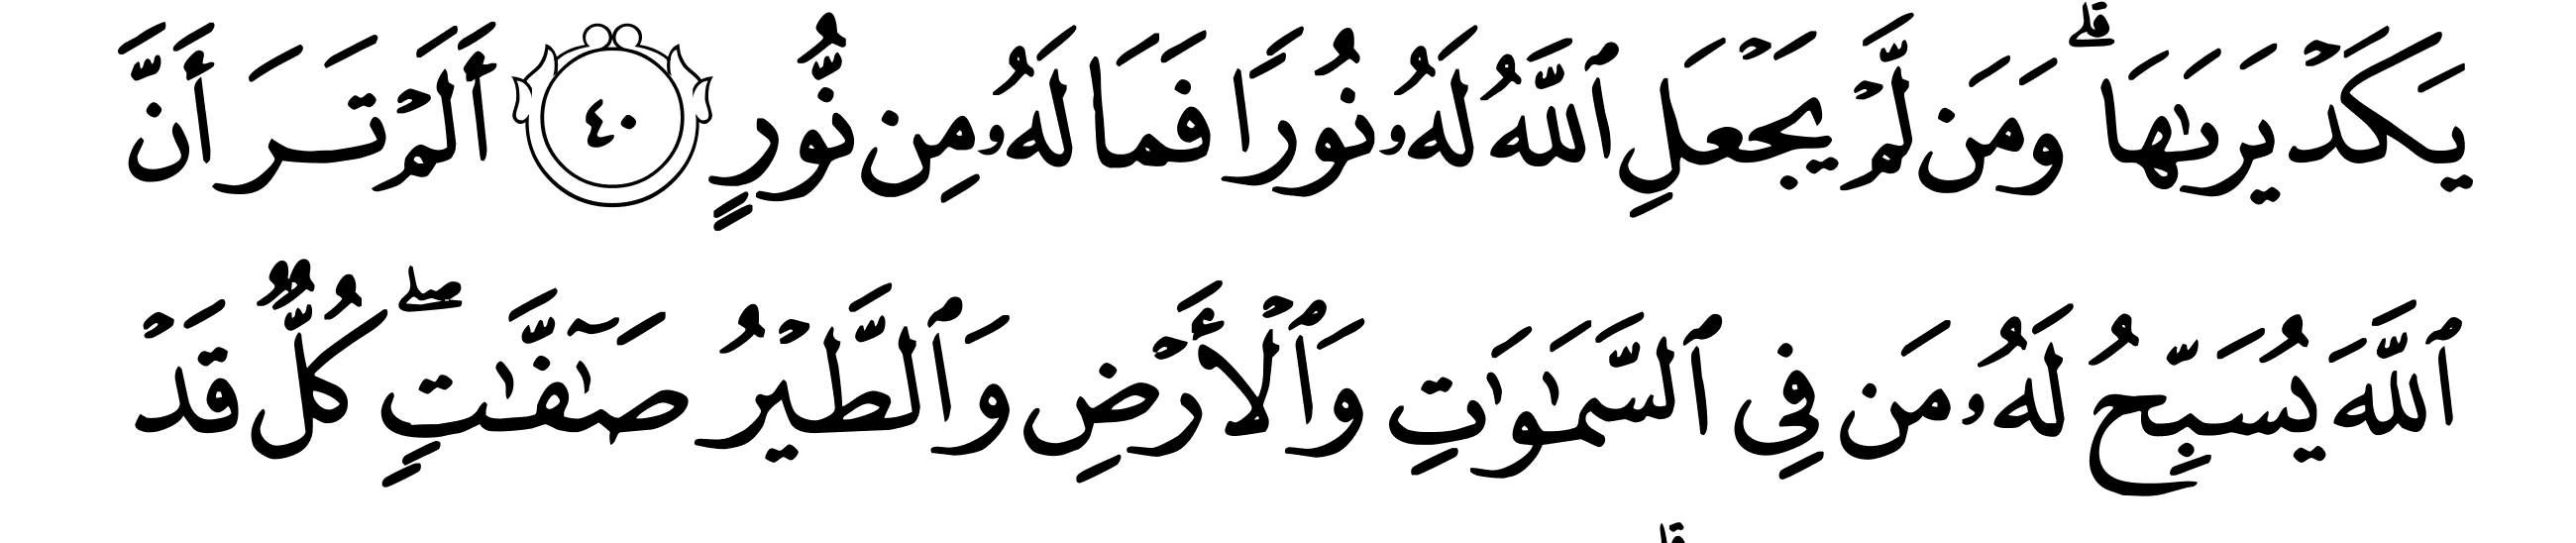 يَكَدْ يَرَىٰهَا ۗ وَمَن لَّمْ يَجْعَلِ ٱللَّهُ لَهُۥ نُورًا فَمَا لَهُۥ مِن نُّورٍ ٤٠ أَلَمْ تَرَ أَنَّ
ٱللَّهَ يُسَبِّحُ لَهُۥ مَن فِى ٱلسَّمَٰوَٰتِ وَٱلْأَرْضِ وَٱلطَّيْرُ صَٰٓفَّٰتٍ ۖ كُلٌّ قَدْ